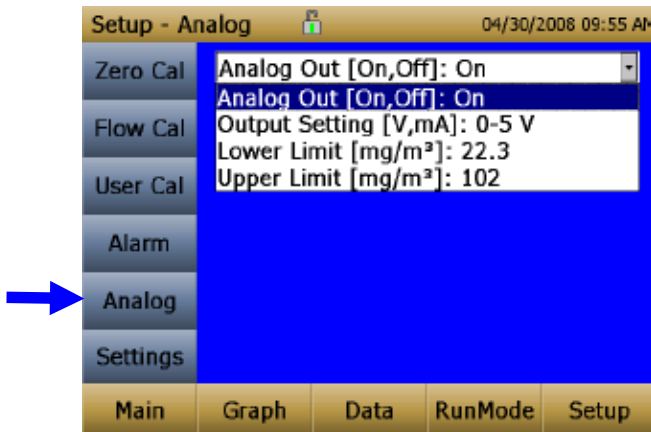 Setup - Analog 04/30/2008 09:55 AM
Zero Cal
Flow Cal
User Cal
Alarm
Analog
Settings
Analog Out [On,Off]: On
Analog Out [On,Off]: On
Output Setting [V,mA]: 0-5 V
Lower Limit [mg/m³]: 22.3
Upper Limit [mg/m³]: 102
Main Graph Data RunMode Setup